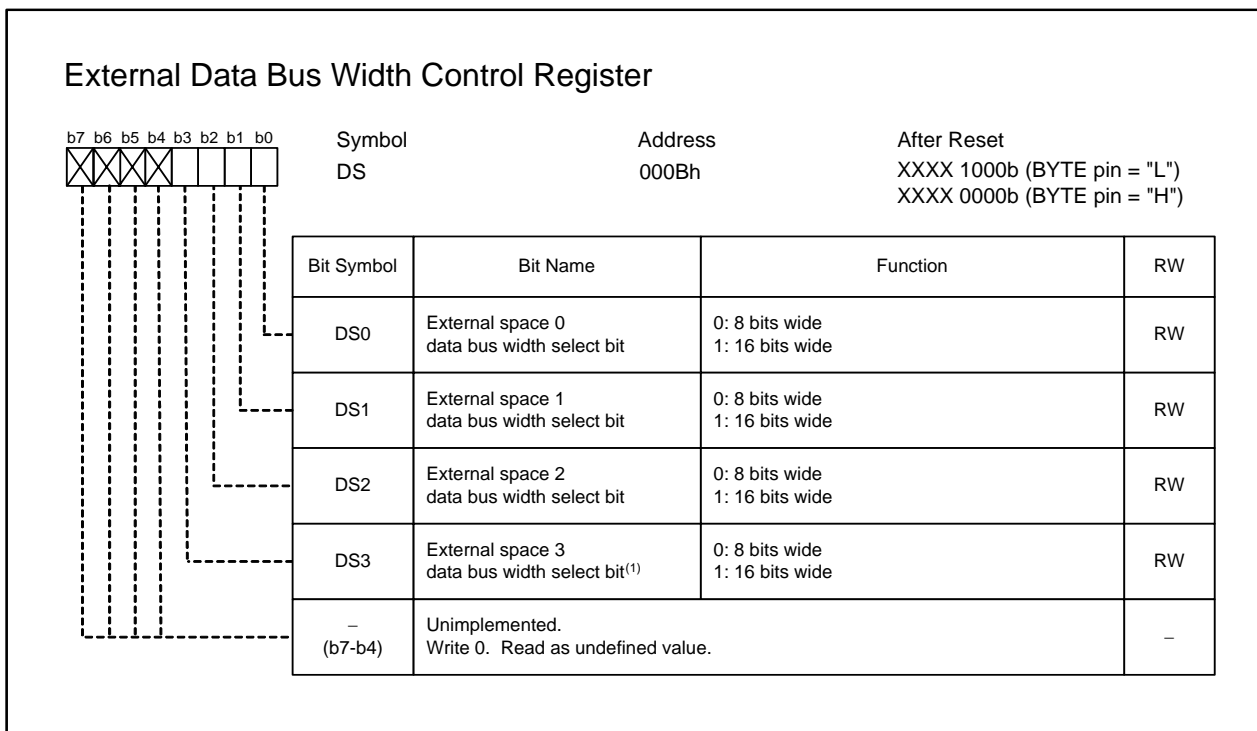 External Data Bus Width Control Register
b7 b6 b5 b4 b3 b2 b1 b0
Symbol Address After Reset
DS 000Bh XXXX 1000b (BYTE pin = "L")
XXXX 0000b (BYTE pin = "H")
Bit Symbol Bit Name Function RW
DS0 External space 0
data bus width select bit
0: 8 bits wide
1: 16 bits wide
RW
DS1 External space 1
data bus width select bit
0: 8 bits wide
1: 16 bits wide
RW
DS2 External space 2
data bus width select bit
0: 8 bits wide
1: 16 bits wide
RW
DS3 External space 3
data bus width select bit(1)
0: 8 bits wide
1: 16 bits wide
RW
–
(b7-b4)
Unimplemented.
Write 0. Read as undefined value.
–